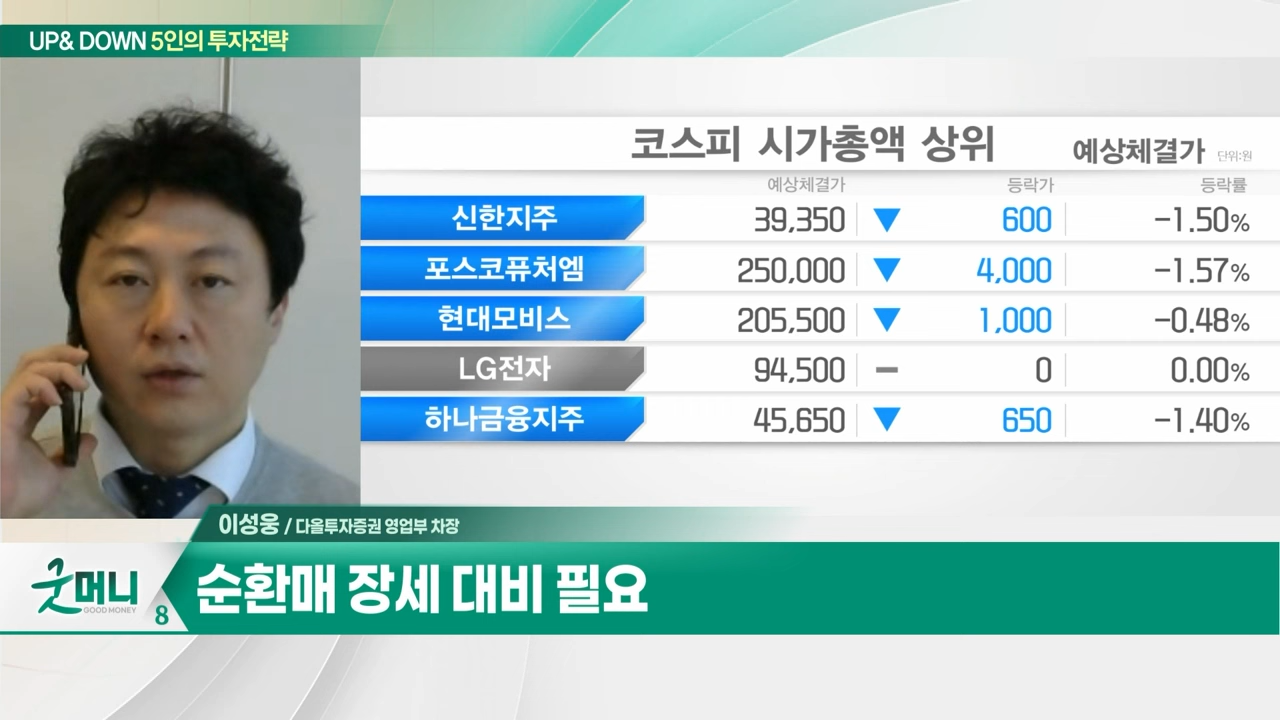 UP& DOWN 5인의 투자전략
코스피 시가총액 상위 예상체결가 단위:원
예상체결가 등락가 등락률
신한지주 39,350 ▼ 600 -1.50%
포스코퓨처엠 250,000 ▼ 4,000 -1.57%
현대모비스 205,500 ▼ 1,000 -0.48%
LG전자 94,500 - 0 0.00%
하나금융지주 45,650 ▼ 650 -1.40%
이성웅 / 다올투자증권 영업부 차장
굿머니 GOOD MONEY 8
순환매 장세 대비 필요